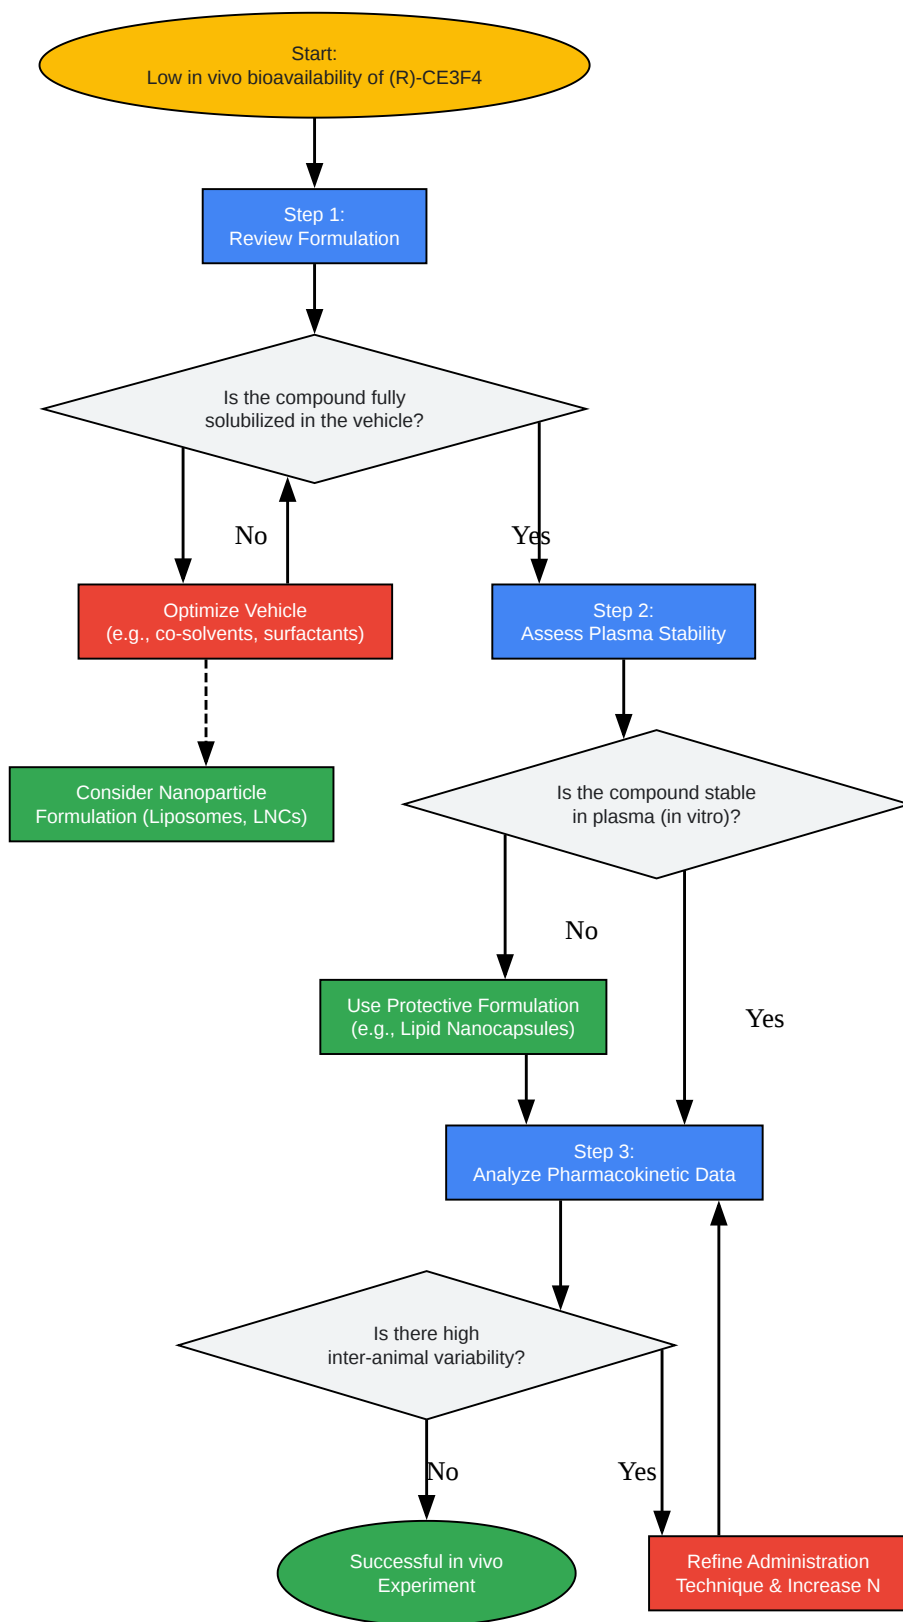 Start:
Low in vivo bioavailability of (R)-CE3F4
Step 1:
Review Formulation
Is the compound fully
solubilized in the vehicle?
No
Yes
Optimize Vehicle
(e.g., co-solvents, surfactants)
Step 2:
Assess Plasma Stability
Consider Nanoparticle
Formulation (Liposomes, LNCs)
Is the compound stable
in plasma (in vitro)?
No
Use Protective Formulation
(e.g., Lipid Nanocapsules)
Yes
Step 3:
Analyze Pharmacokinetic Data
Is there high
inter-animal variability?
No
Yes
Successful in vivo
Experiment
Refine Administration
Technique & Increase N